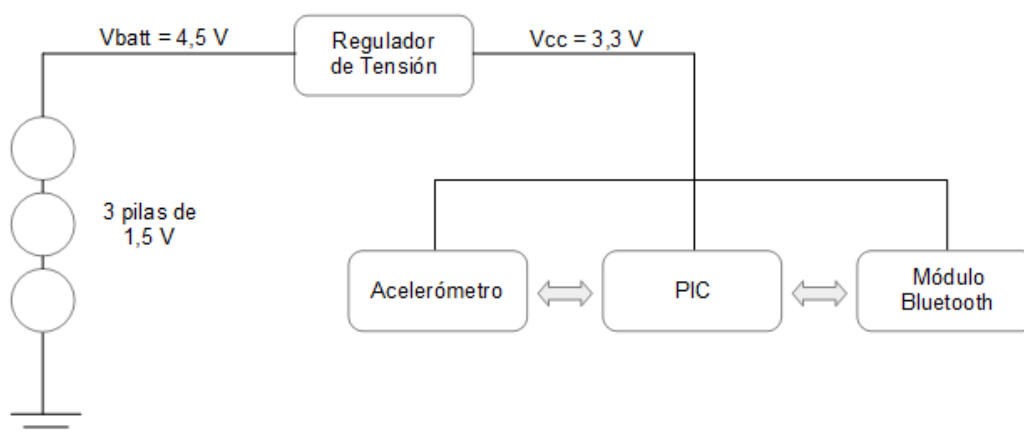 Vbatt = 4,5 V
Regulador
de Tensión
Vcc = 3,3 V
3 pilas de
1,5 V
Acelerómetro
PIC
Módulo
Bluetooth